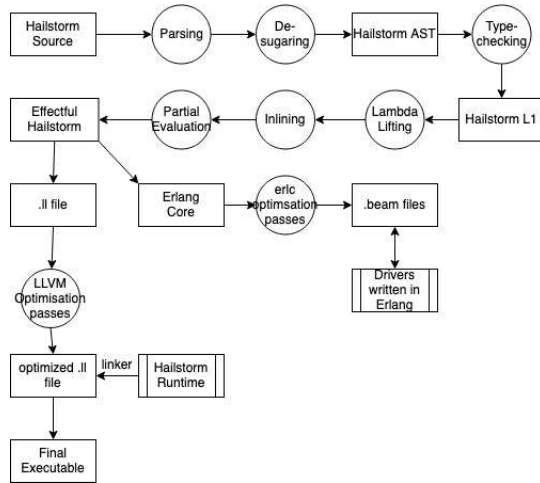 Hailstorm
Source
Parsing
De-
sugaring
Hailstorm AST
Type-
checking
Effectful
Hailstorm
Partial
Evaluation
Inlining
Lambda
Lifting
Hailstorm L1
.ll file
Erlang
Core
erlc
optimsation
passes
.beam files
LLVM
Optimisation
passes
Drivers
written in
Erlang
optimized .ll
file
linker
Hailstorm
Runtime
Final
Executable